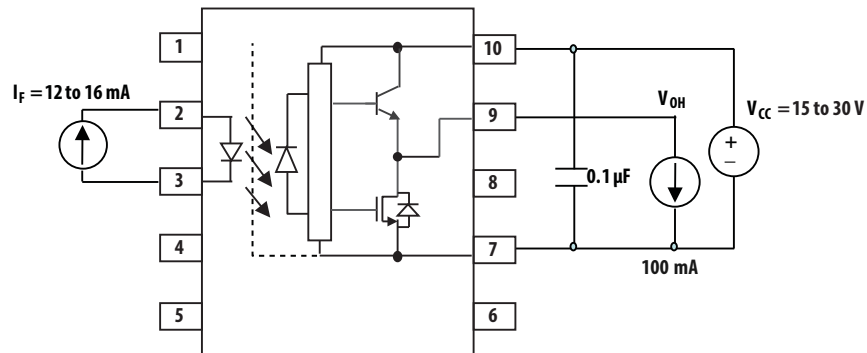 1
I_F = 12 to 16 mA
2
3
4
5
10
9
8
7
6
V_OH
V_CC = 15 to 30 V
+
−
0.1 µF
100 mA